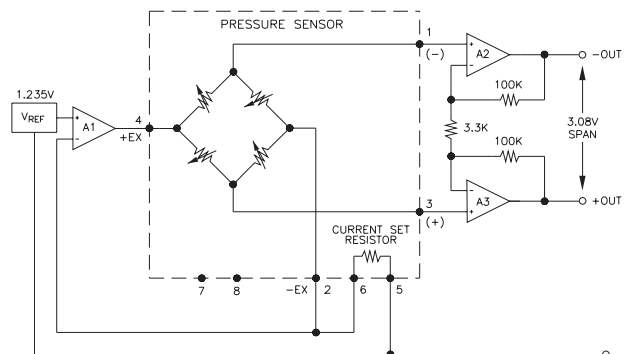 PRESSURE SENSOR
1
(-)
A2
-OUT
1.235V
VREF
A1
4
+EX
100K
3.3K
3.08V
SPAN
100K
3
(+)
A3
+OUT
CURRENT SET
RESISTOR
7
8
-EX
2
6
5
+
-
+
-
-
+